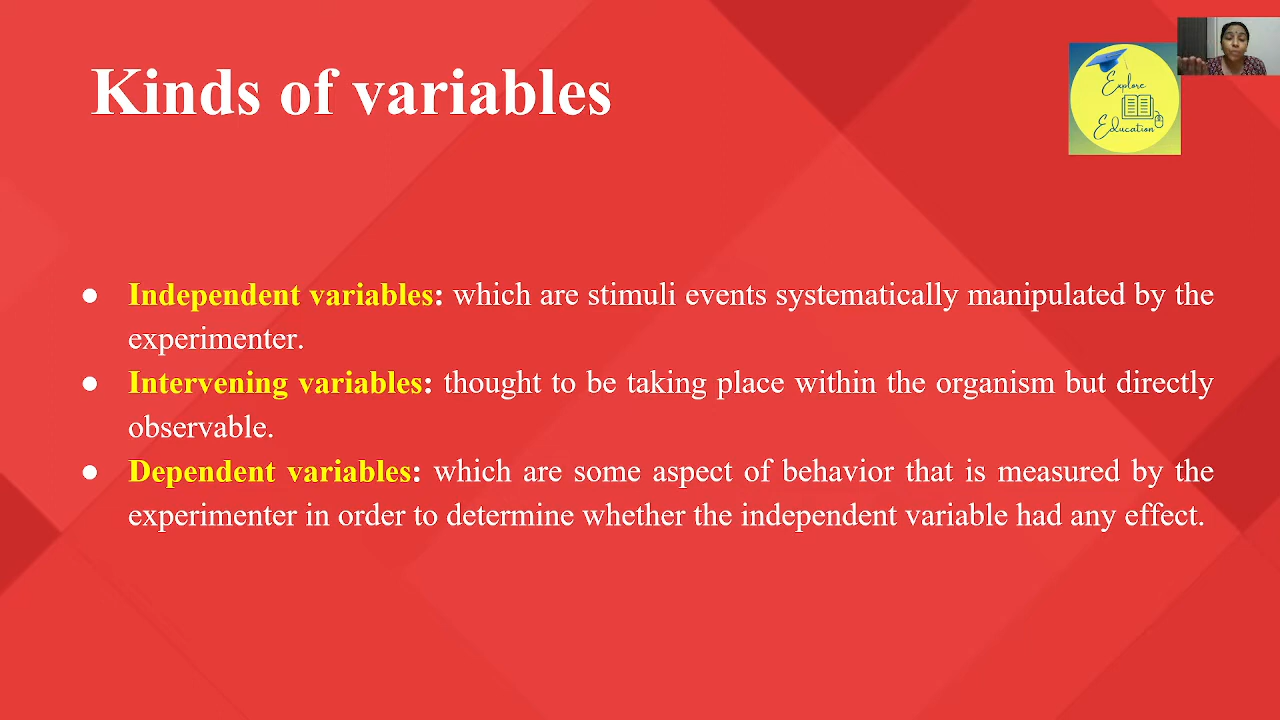 Kinds of variables
Explore
Education
● Independent variables: which are stimuli events systematically manipulated by the
experimenter.
● Intervening variables: thought to be taking place within the organism but directly
observable.
● Dependent variables: which are some aspect of behavior that is measured by the
experimenter in order to determine whether the independent variable had any effect.